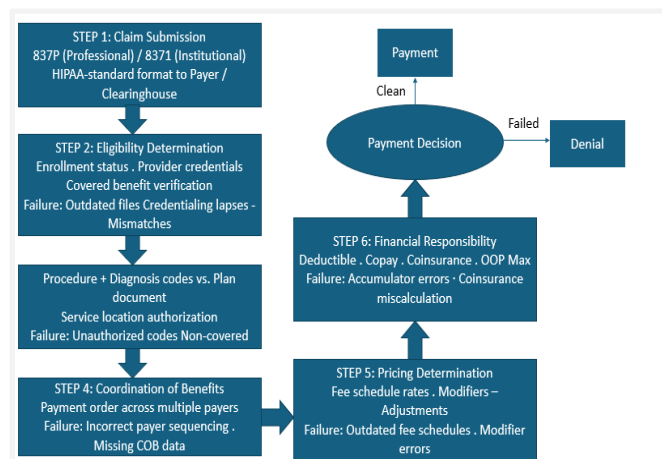 STEP 1: Claim Submission
837P (Professional) / 8371 (Institutional)
HIPAA-standard format to Payer /
Clearinghouse
STEP 2: Eligibility Determination
Enrollment status . Provider credentials
Covered benefit verification
Failure: Outdated files Credentialing lapses -
Mismatches
Procedure + Diagnosis codes vs. Plan
document
Service location authorization
Failure: Unauthorized codes Non-covered
STEP 4: Coordination of Benefits
Payment order across multiple payers
Failure: Incorrect payer sequencing .
Missing COB data
STEP 5: Pricing Determination
Fee schedule rates . Modifiers –
Adjustments
Failure: Outdated fee schedules . Modifier
errors
STEP 6: Financial Responsibility
Deductible . Copay . Coinsurance . OOP Max
Failure: Accumulator errors · Coinsurance
miscalculation
Payment Decision
Clean
Payment
Failed
Denial